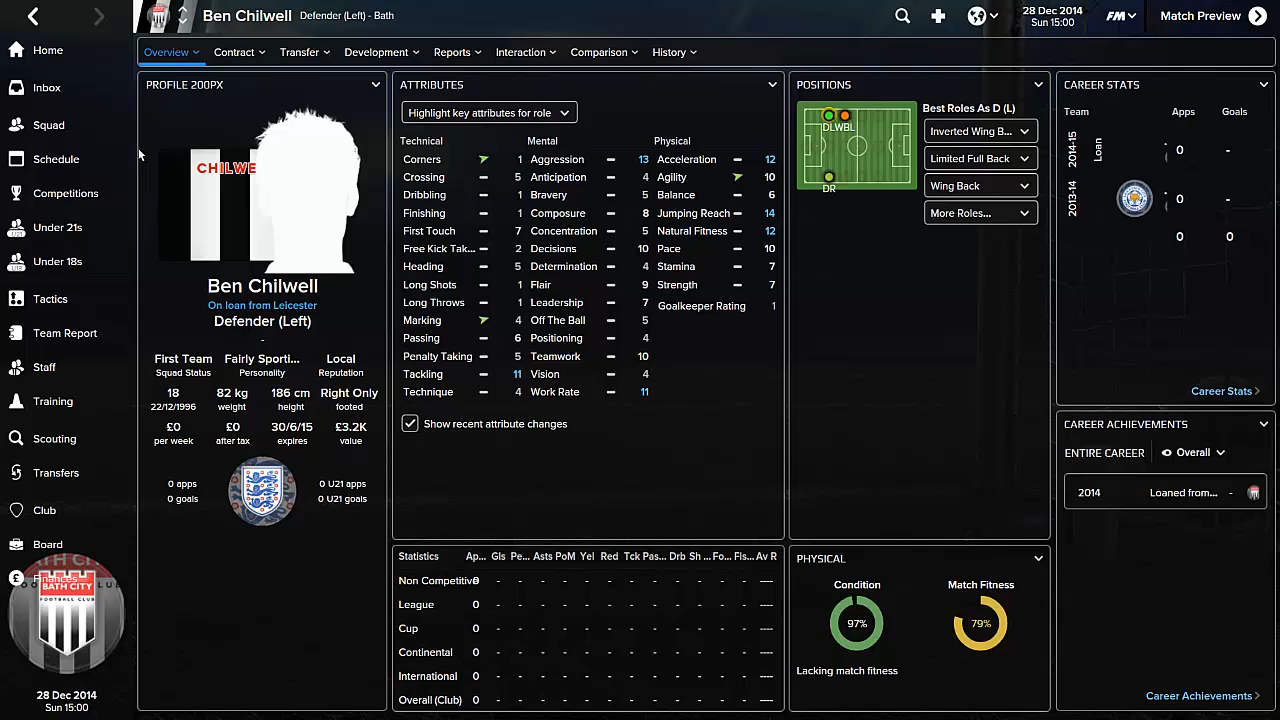 Ben Chilwell Defender (Left) - Bath
28 Dec 2014
Sun 15:00
FM
Match Preview
Home
Inbox
Squad
Schedule
Competitions
Under 21s
Under 18s
Tactics
Team Report
Staff
Training
Scouting
Transfers
Club
Board
Finances
BATH CITY
FOOTBALL CLUB
28 Dec 2014
Sun 15:00
Overview Contract Transfer Development Reports Interaction Comparison History
PROFILE 200PX
CHILWE
Ben Chilwell
On loan from Leicester
Defender (Left)
-
First Team Fairly Sporti... Local
Squad Status Personality Reputation
18 82 kg 186 cm Right Only
22/12/1996 weight height footed
£0 £0 30/6/15 £3.2K
per week after tax expires value
0 apps 0 U21 apps
0 goals 0 U21 goals
ATTRIBUTES
Highlight key attributes for role
Technical Mental Physical
Corners 1 Aggression 13 Acceleration 12
Crossing 5 Anticipation 4 Agility 10
Dribbling 1 Bravery 5 Balance 6
Finishing 1 Composure 8 Jumping Reach 14
First Touch 7 Concentration 5 Natural Fitness 12
Free Kick Tak... 2 Decisions 10 Pace 10
Heading 5 Determination 4 Stamina 7
Long Shots 1 Flair 9 Strength 7
Long Throws 1 Leadership 7 Goalkeeper Rating 1
Marking 4 Off The Ball 5
Passing 6 Positioning 4
Penalty Taking 5 Teamwork 10
Tackling 11 Vision 4
Technique 4 Work Rate 11
Show recent attribute changes
Statistics Ap... Gls Pe... Asts PoM Yel Red Tck Pas... Drb Sh ... Fo... Fls... Av R
Non Competitive 0 - - - - - - - - - - - - ----
League 0 - - - - - - - - - - - - ----
Cup 0 - - - - - - - - - - - - ----
Continental 0 - - - - - - - - - - - - ----
International 0 - - - - - - - - - - - - ----
Overall (Club) 0 - - - - - - - - - - - - ----
POSITIONS
DL WBL
DR
Best Roles As D (L)
Inverted Wing B...
Limited Full Back
Wing Back
More Roles...
PHYSICAL
Condition Match Fitness
97% 79%
Lacking match fitness
CAREER STATS
Team Apps Goals
2014-15 Loan 0 -
2013-14 0 -
0 0
Career Stats
CAREER ACHIEVEMENTS
ENTIRE CAREER Overall
2014 Loaned from... -
Career Achievements